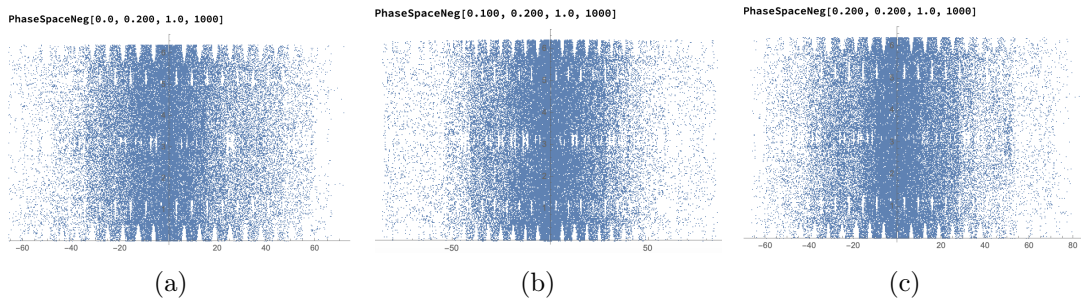 PhaseSpaceNeg[0.0, 0.200, 1.0, 1000]
PhaseSpaceNeg[0.100, 0.200, 1.0, 1000]
PhaseSpaceNeg[0.200, 0.200, 1.0, 1000]
-60 -40 -20 20 40 60
-50 50
-60 -40 -20 20 40 60 80
(a) (b) (c)